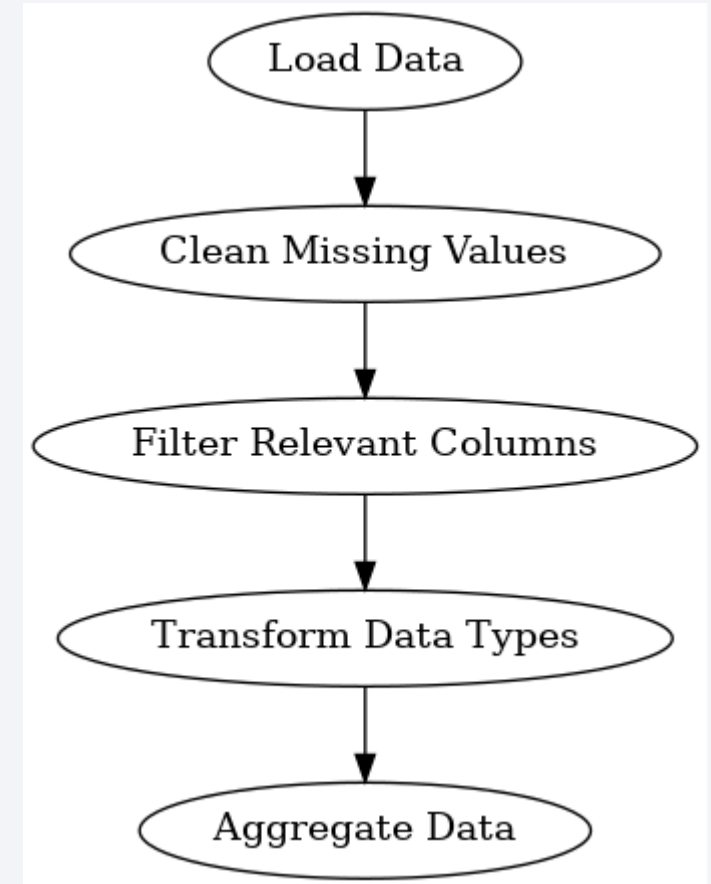 Load Data
Clean Missing Values
Filter Relevant Columns
Transform Data Types
Aggregate Data